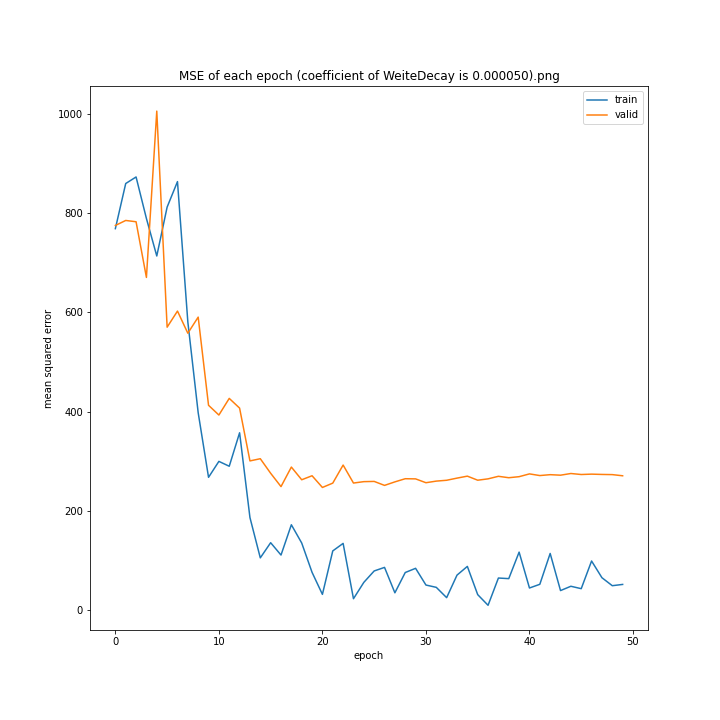 MSE of each epoch (coefficient of WeiteDecay is 0.000050).png
train
valid
1000
800
600
400
200
0
mean squared error
0
10
20
30
40
50
epoch